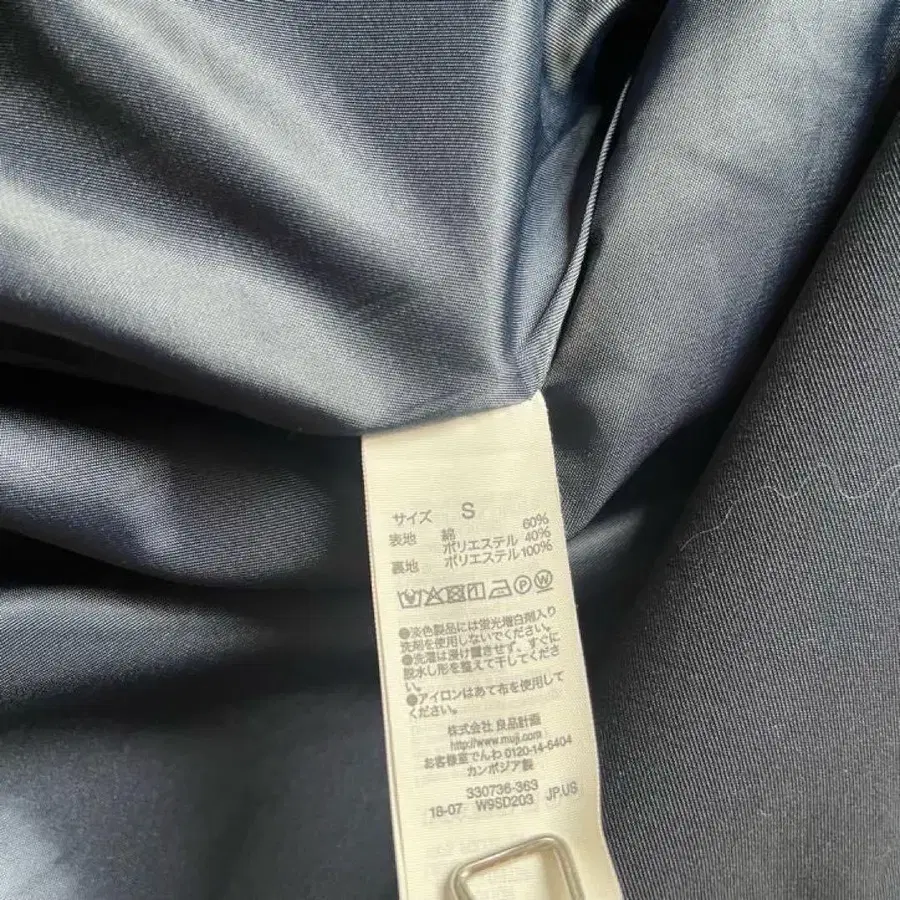 サイズ S
表地 綿 60%
ポリエステル 40%
裏地 ポリエステル100%
●淡色製品には蛍光増白剤入り
洗剤を使用しないでください。
●洗濯は浸け置きせず、すぐに
脱水し形を整えて干してくださ
い。
●アイロンはあて布を使用して
ください。
株式会社 良品計画
http://www.muji.com
お客様室でんわ 0120-14-6404
カンボジア製
330736-363
18-07 W9SD203 JP,US